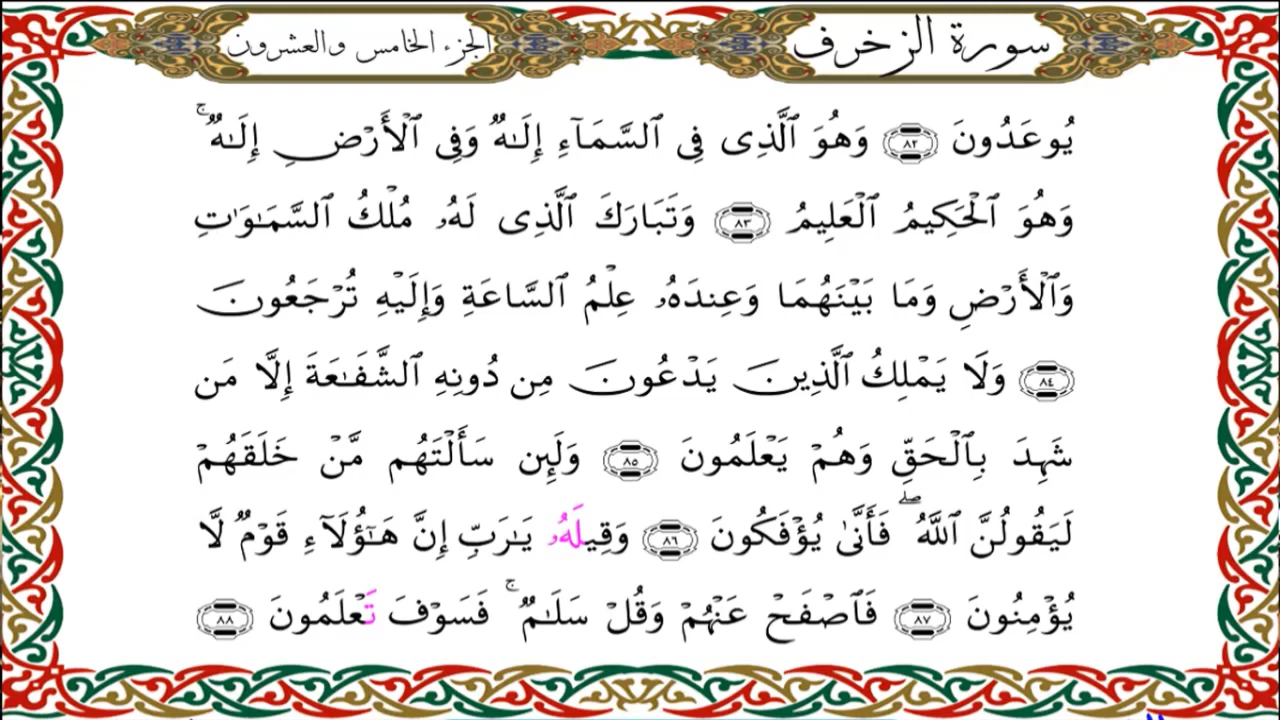 سورة الزخرف
الجزء الخامس والعشرون
يُوعَدُونَ ٨٢ وَهُوَ ٱلَّذِى فِى ٱلسَّمَآءِ إِلَـٰهٌ وَفِى ٱلْأَرْضِ إِلَـٰهٌ ۚ
وَهُوَ ٱلْحَكِيمُ ٱلْعَلِيمُ ٨٣ وَتَبَارَكَ ٱلَّذِى لَهُۥ مُلْكُ ٱلسَّمَـٰوَٰتِ
وَٱلْأَرْضِ وَمَا بَيْنَهُمَا وَعِندَهُۥ عِلْمُ ٱلسَّاعَةِ وَإِلَيْهِ تُرْجَعُونَ
٨٤ وَلَا يَمْلِكُ ٱلَّذِينَ يَدْعُونَ مِن دُونِهِ ٱلشَّفَـٰعَةَ إِلَّا مَن
شَهِدَ بِٱلْحَقِّ وَهُمْ يَعْلَمُونَ ٨٥ وَلَئِن سَأَلْتَهُم مَّنْ خَلَقَهُمْ
لَيَقُولُنَّ ٱللَّهُ ۖ فَأَنَّىٰ يُؤْفَكُونَ ٨٦ وَقِيلَهُۥ يَـٰرَبِّ إِنَّ هَـٰٓؤُلَآءِ قَوْمٌ لَّا
يُؤْمِنُونَ ٨٧ فَٱصْفَحْ عَنْهُمْ وَقُلْ سَلَـٰمٌ ۚ فَسَوْفَ تَعْلَمُونَ ٨٨